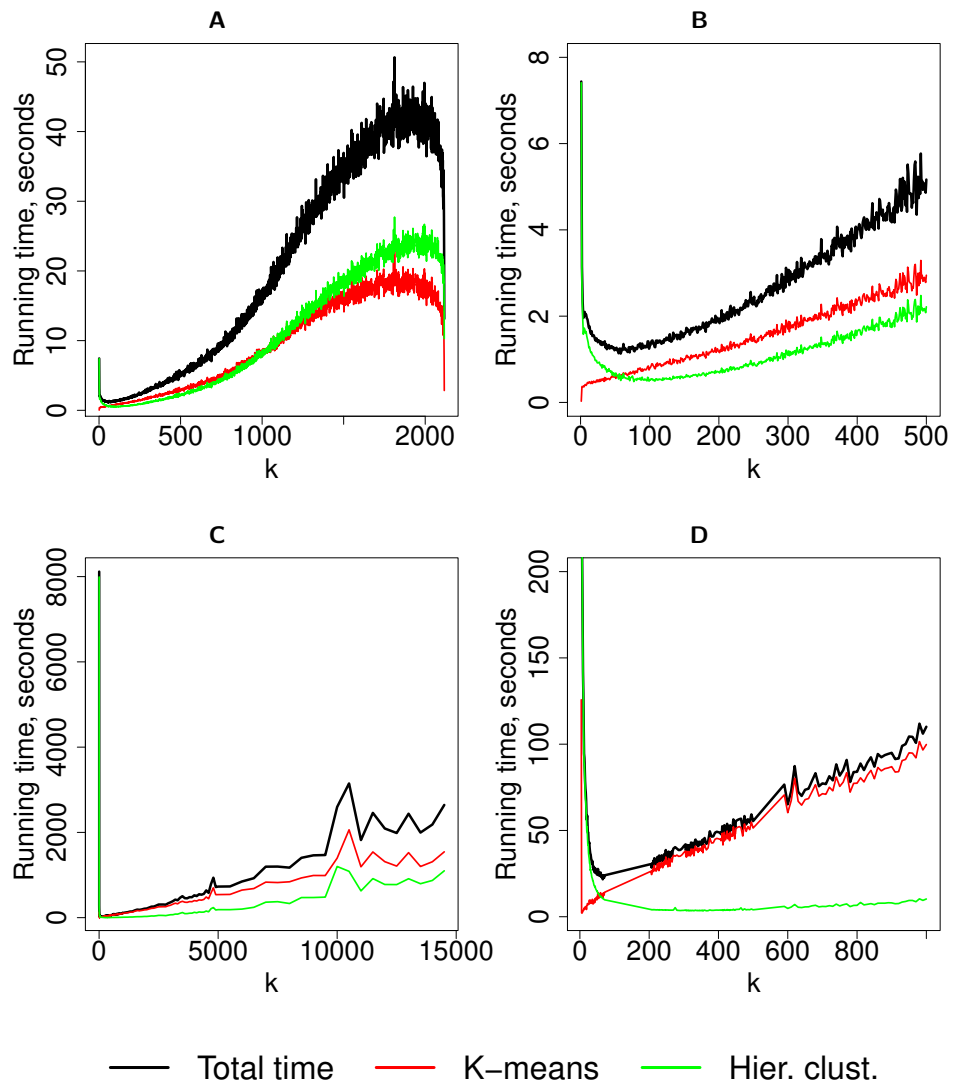 A
B
Running time, seconds
0 10 20 30 40 50
0 500 1000 2000
k
Running time, seconds
0 2 4 6 8
0 100 200 300 400 500
k
C
D
Running time, seconds
0 2000 4000 6000 8000
0 5000 10000 15000
k
Running time, seconds
0 50 100 150 200
0 200 400 600 800
k
Total time K−means Hier. clust.